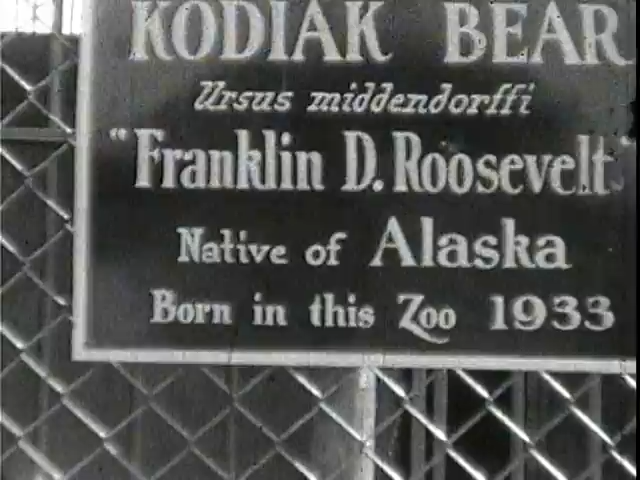 KODIAK BEAR
Ursus middendorffi
"Franklin D. Roosevelt"
Native of Alaska
Born in this Zoo 1933